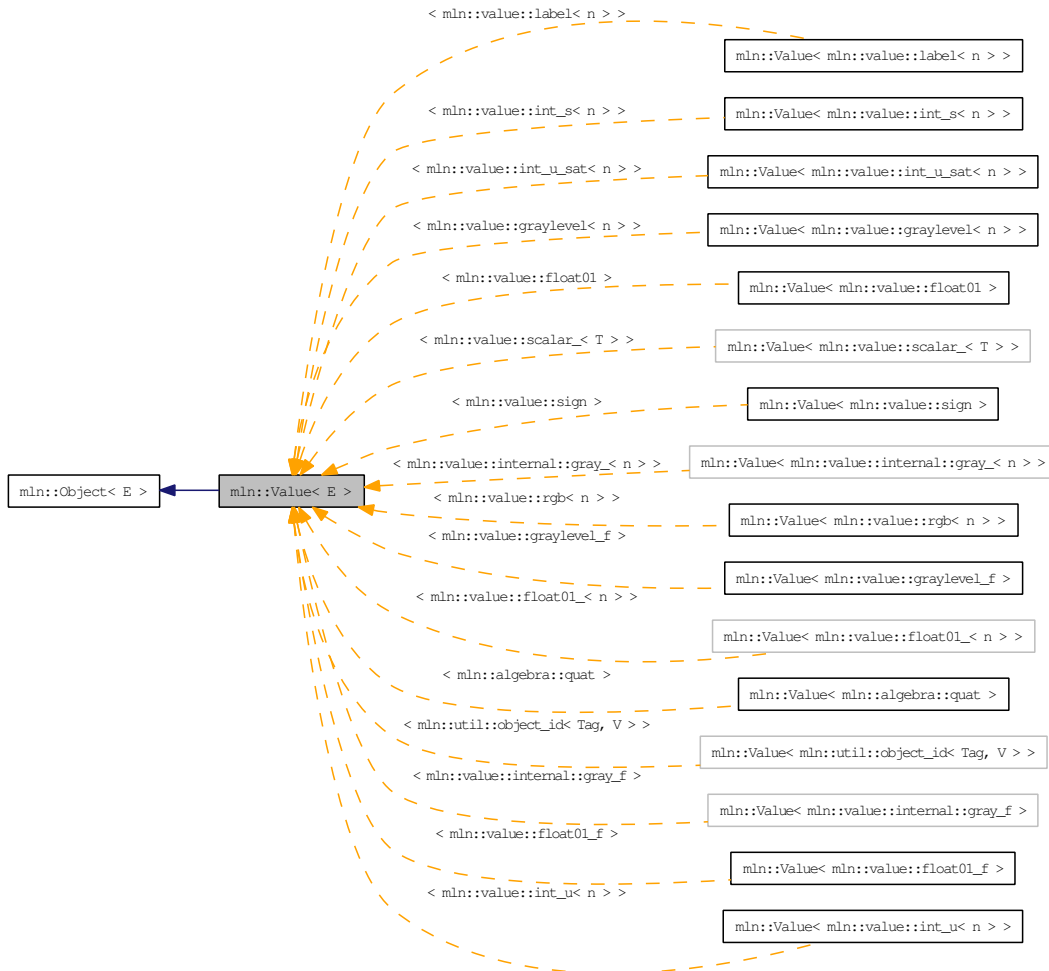 < mln::value::label< n > >
mln::Value< mln::value::label< n > >
< mln::value::int_s< n > >
mln::Value< mln::value::int_s< n > >
< mln::value::int_u_sat< n > >
mln::Value< mln::value::int_u_sat< n > >
< mln::value::graylevel< n > >
mln::Value< mln::value::graylevel< n > >
< mln::value::float01 >
mln::Value< mln::value::float01 >
< mln::value::scalar_< T > >
mln::Value< mln::value::scalar_< T > >
< mln::value::sign >
mln::Value< mln::value::sign >
< mln::value::internal::gray_< n > >
mln::Value< mln::value::internal::gray_< n > >
mln::Object< E >
mln::Value< E >
< mln::value::rgb< n > >
mln::Value< mln::value::rgb< n > >
< mln::value::graylevel_f >
mln::Value< mln::value::graylevel_f >
< mln::value::float01_< n > >
mln::Value< mln::value::float01_< n > >
< mln::algebra::quat >
mln::Value< mln::algebra::quat >
< mln::util::object_id< Tag, V > >
mln::Value< mln::util::object_id< Tag, V > >
< mln::value::internal::gray_f >
mln::Value< mln::value::internal::gray_f >
< mln::value::float01_f >
mln::Value< mln::value::float01_f >
< mln::value::int_u< n > >
mln::Value< mln::value::int_u< n > >